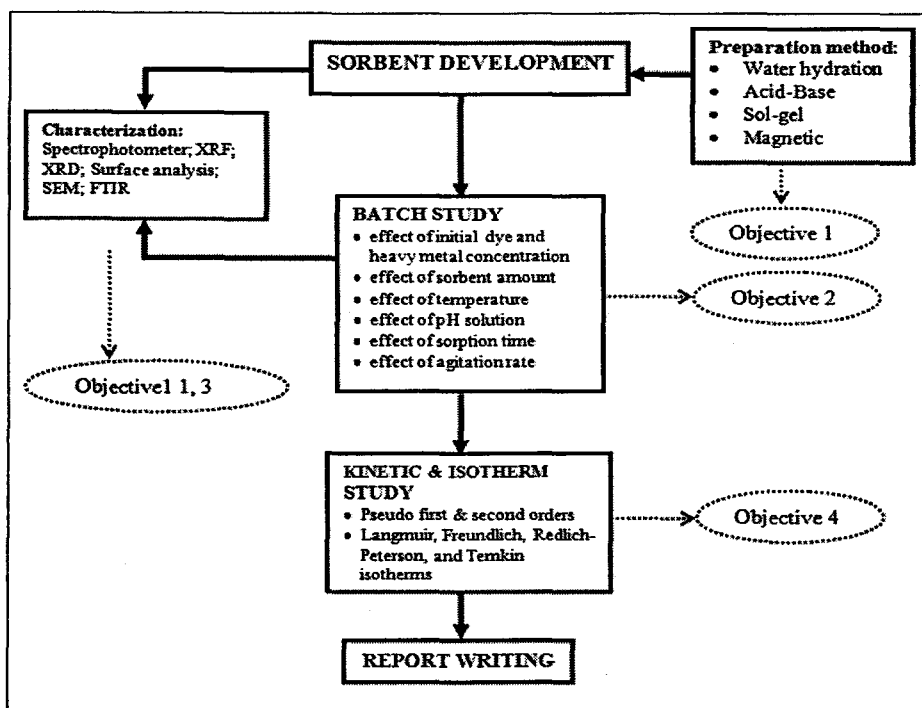 SORBENT DEVELOPMENT
Preparation method:
• Water hydration
• Acid-Base
• Sol-gel
• Magnetic
Characterization:
Spectrophotometer; XRF;
XRD; Surface analysis;
SEM; FTIR
BATCH STUDY
• effect of initial dye and
heavy metal concentration
• effect of sorbent amount
• effect of temperature
• effect of pH solution
• effect of sorption time
• effect of agitation rate
Objective 1
Objective 2
Objective1 1, 3
KINETIC & ISOTHERM
STUDY
• Pseudo first & second orders
• Langmuir, Freundlich, Redlich-
Peterson, and Temkin
isotherms
Objective 4
REPORT WRITING